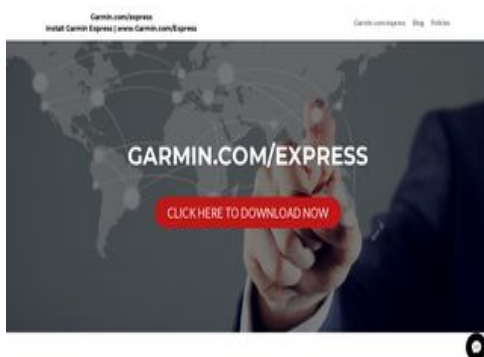 Garmin.com/express
Install Garmin Express | www.Garmin.com/Express
Garmin.com/express Blog Policies
GARMIN.COM/EXPRESS
CLICK HERE TO DOWNLOAD NOW